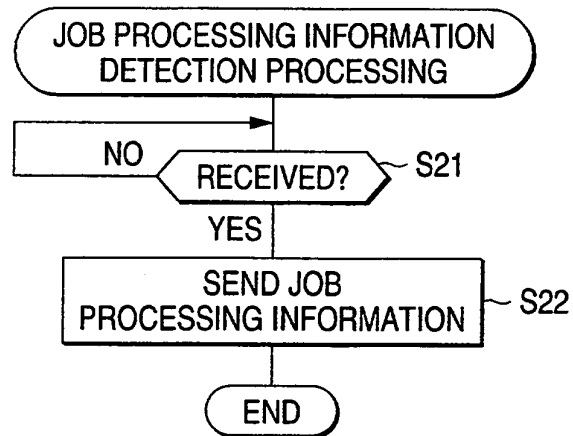 JOB PROCESSING INFORMATION
DETECTION PROCESSING
NO
RECEIVED?
S21
YES
SEND JOB
PROCESSING INFORMATION
S22
END